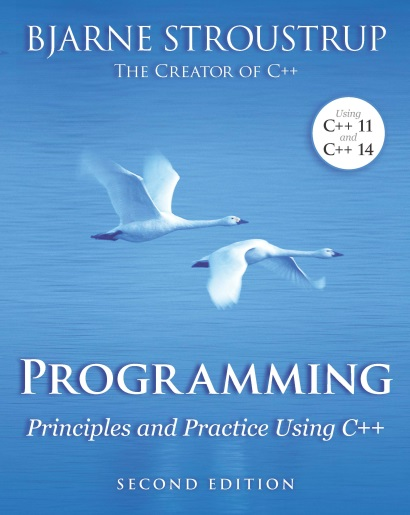 BJARNE STROUSTRUP
THE CREATOR OF C++
Using
C++ 11
and
C++ 14
PROGRAMMING
Principles and Practice Using C++
SECOND EDITION